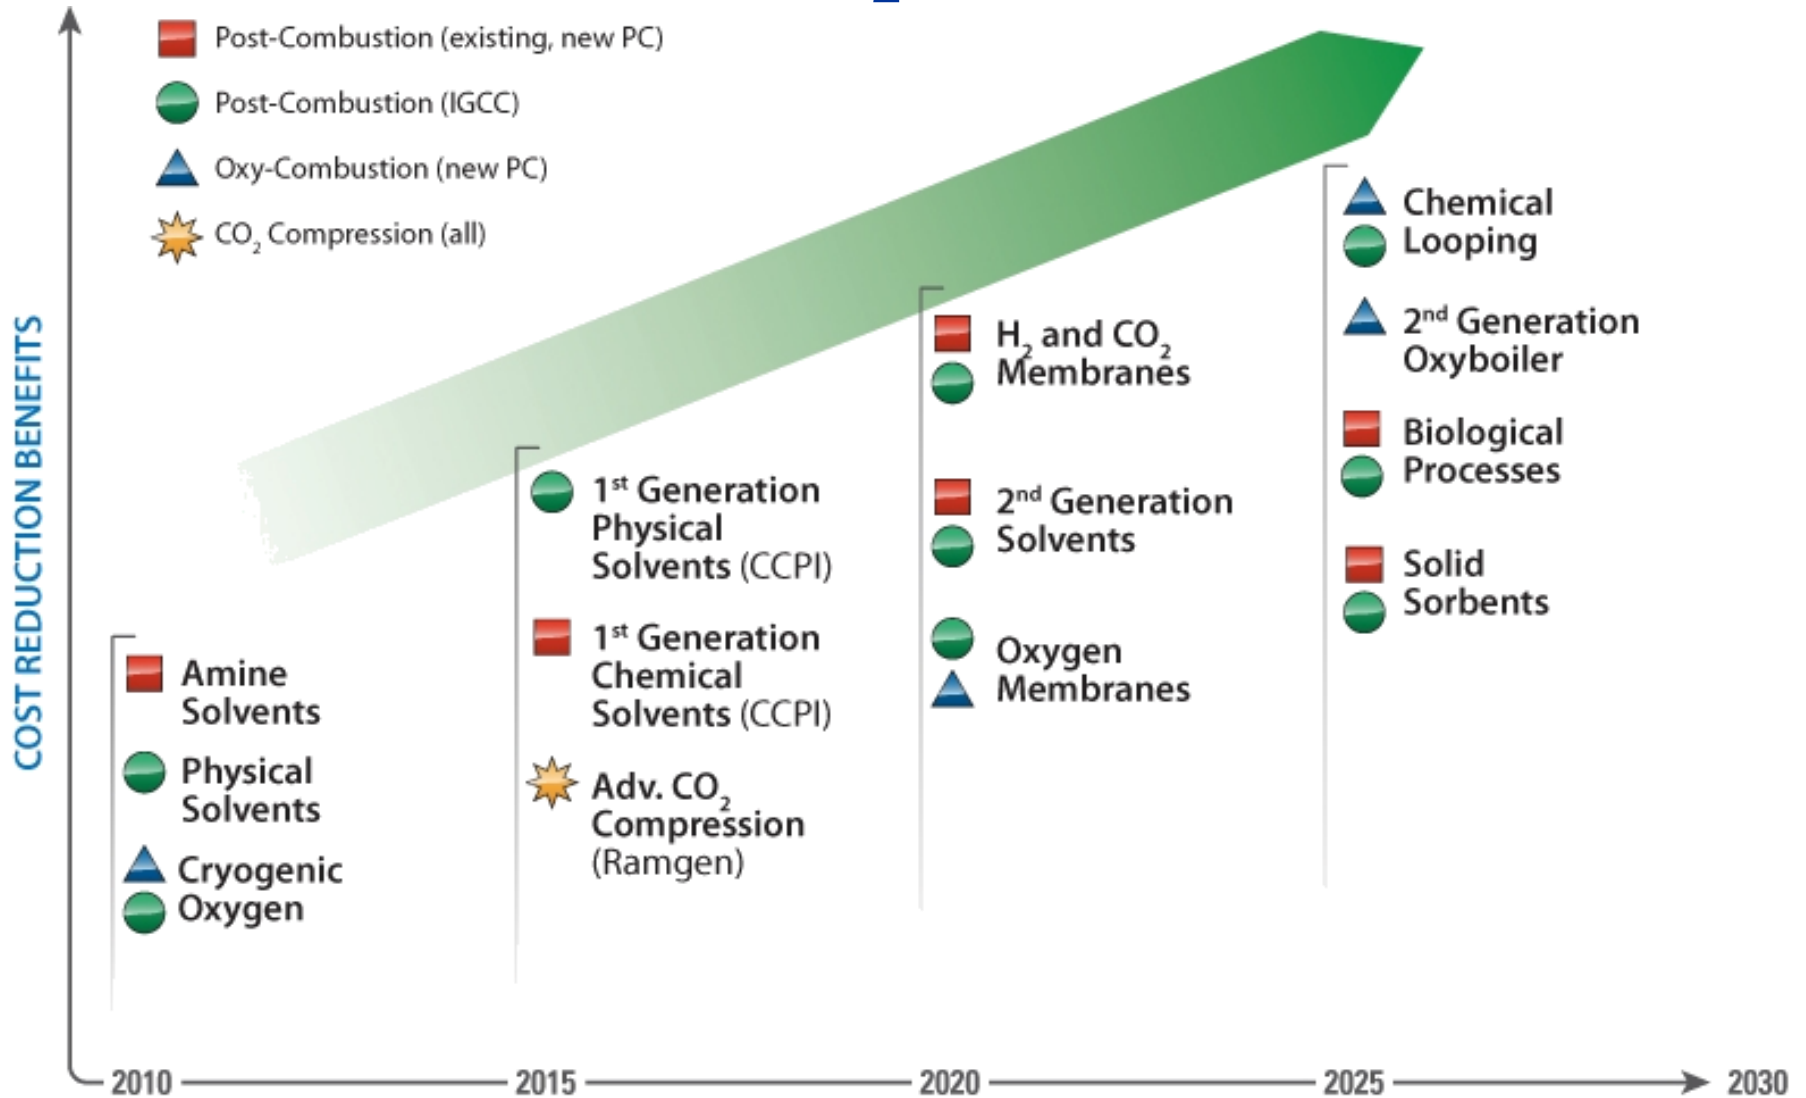 Post-Combustion (existing, new PC)
Post-Combustion (IGCC)
Oxy-Combustion (new PC)
CO₂ Compression (all)
COST REDUCTION BENEFITS
Amine
Solvents
Physical
Solvents
Cryogenic
Oxygen
1st Generation
Physical
Solvents (CCPI)
1st Generation
Chemical
Solvents (CCPI)
Adv. CO₂
Compression
(Ramgen)
H₂ and CO₂
Membranes
2nd Generation
Solvents
Oxygen
Membranes
Chemical
Looping
2nd Generation
Oxyboiler
Biological
Processes
Solid
Sorbents
2010 2015 2020 2025 2030